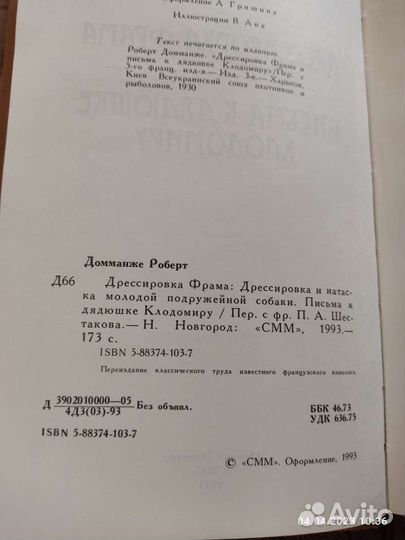 Оформление А Гришина
Иллюстрации В Ана
Текст печатается по изданию.
Роберт Домманже: «Дрессировка Фрама и
письма к дядюшке Клодомиру»/Пер. с
5-го франц. изд-я.— Изд. 3-е.— Харьков,
Киев Всеукраинский союз охотников и
рыболовов, 1930
Домманже Роберт
Д66
Дрессировка Фрама: Дрессировка и натас-
ка молодой подружейной собаки. Письма к
дядюшке Клодомиру / Пер. с фр. П. А. Шес-
такова.— Н. Новгород: «СММ», 1993.—
173 с.
ISBN 5-88374-103-7
Переиздание классического труда известного французского кинолога
Д 3902010000—05
4Д3(03)-93 Без объявл.
ББК 46.73
УДК 636.75
ISBN 5-88374-103-7
© «СММ». Оформление, 1993
04.14.2023 10:36
Avito